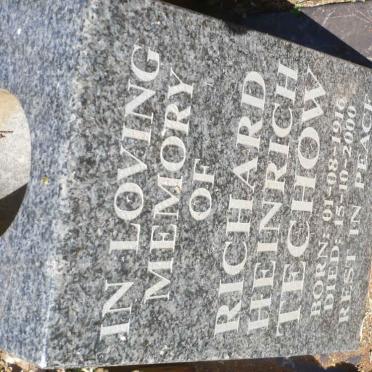 IN LOVING
MEMORY
OF
RICHARD
HEINRICH
TECHOW
BORN: 01-08-1916
DIED: 15-10-2000
REST IN PEACE